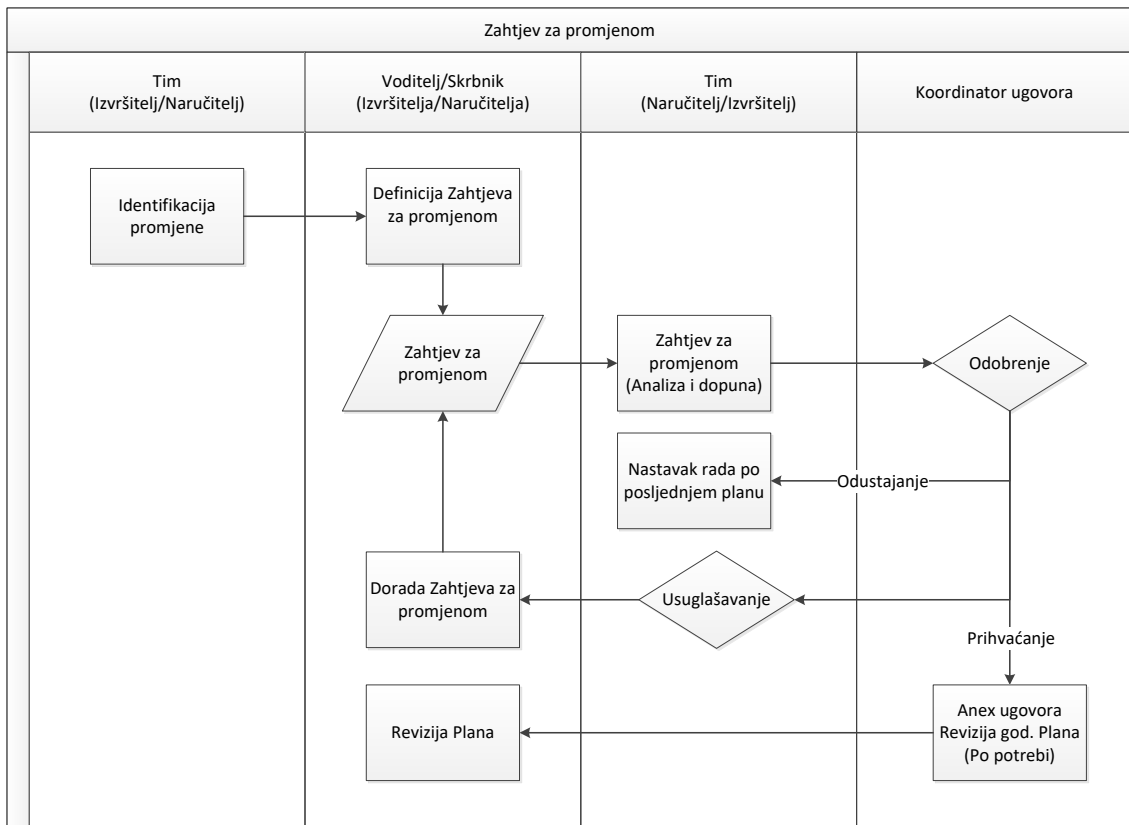 Zahtjev za promjenom
Tim
(Izvršitelj/Naručitelj)
Voditelj/Skrbnik
(Izvršitelja/Naručitelja)
Tim
(Naručitelj/Izvršitelj)
Koordinator ugovora
Identifikacija
promjene
Definicija Zahtjeva
za promjenom
Zahtjev za
promjenom
Zahtjev za
promjenom
(Analiza i dopuna)
Odobrenje
Nastavak rada po
posljednjem planu
Odustajanje
Dorada Zahtjeva za
promjenom
Usuglašavanje
Prihvaćanje
Revizija Plana
Anex ugovora
Revizija god. Plana
(Po potrebi)